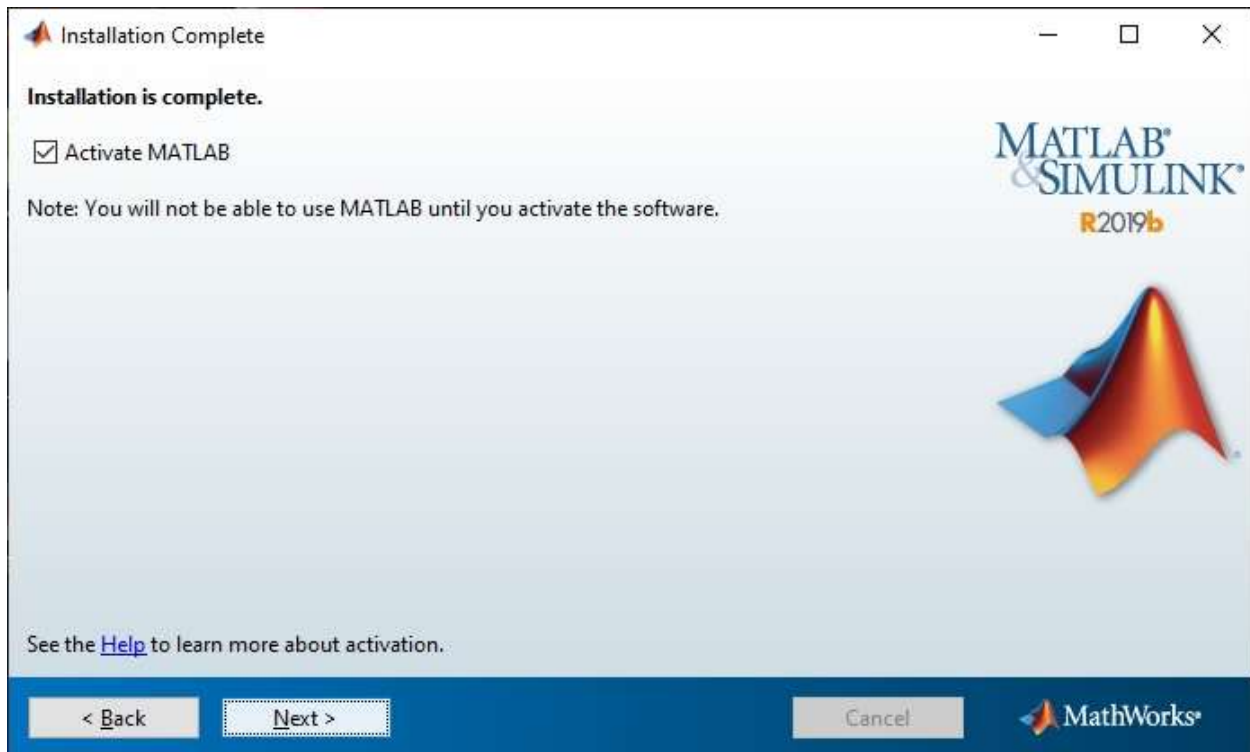 Installation Complete
Installation is complete.
Activate MATLAB
Note: You will not be able to use MATLAB until you activate the software.
MATLAB®
&SIMULINK®
R2019b
®
See the Help to learn more about activation.
< Back
Next >
Cancel
MathWorks®